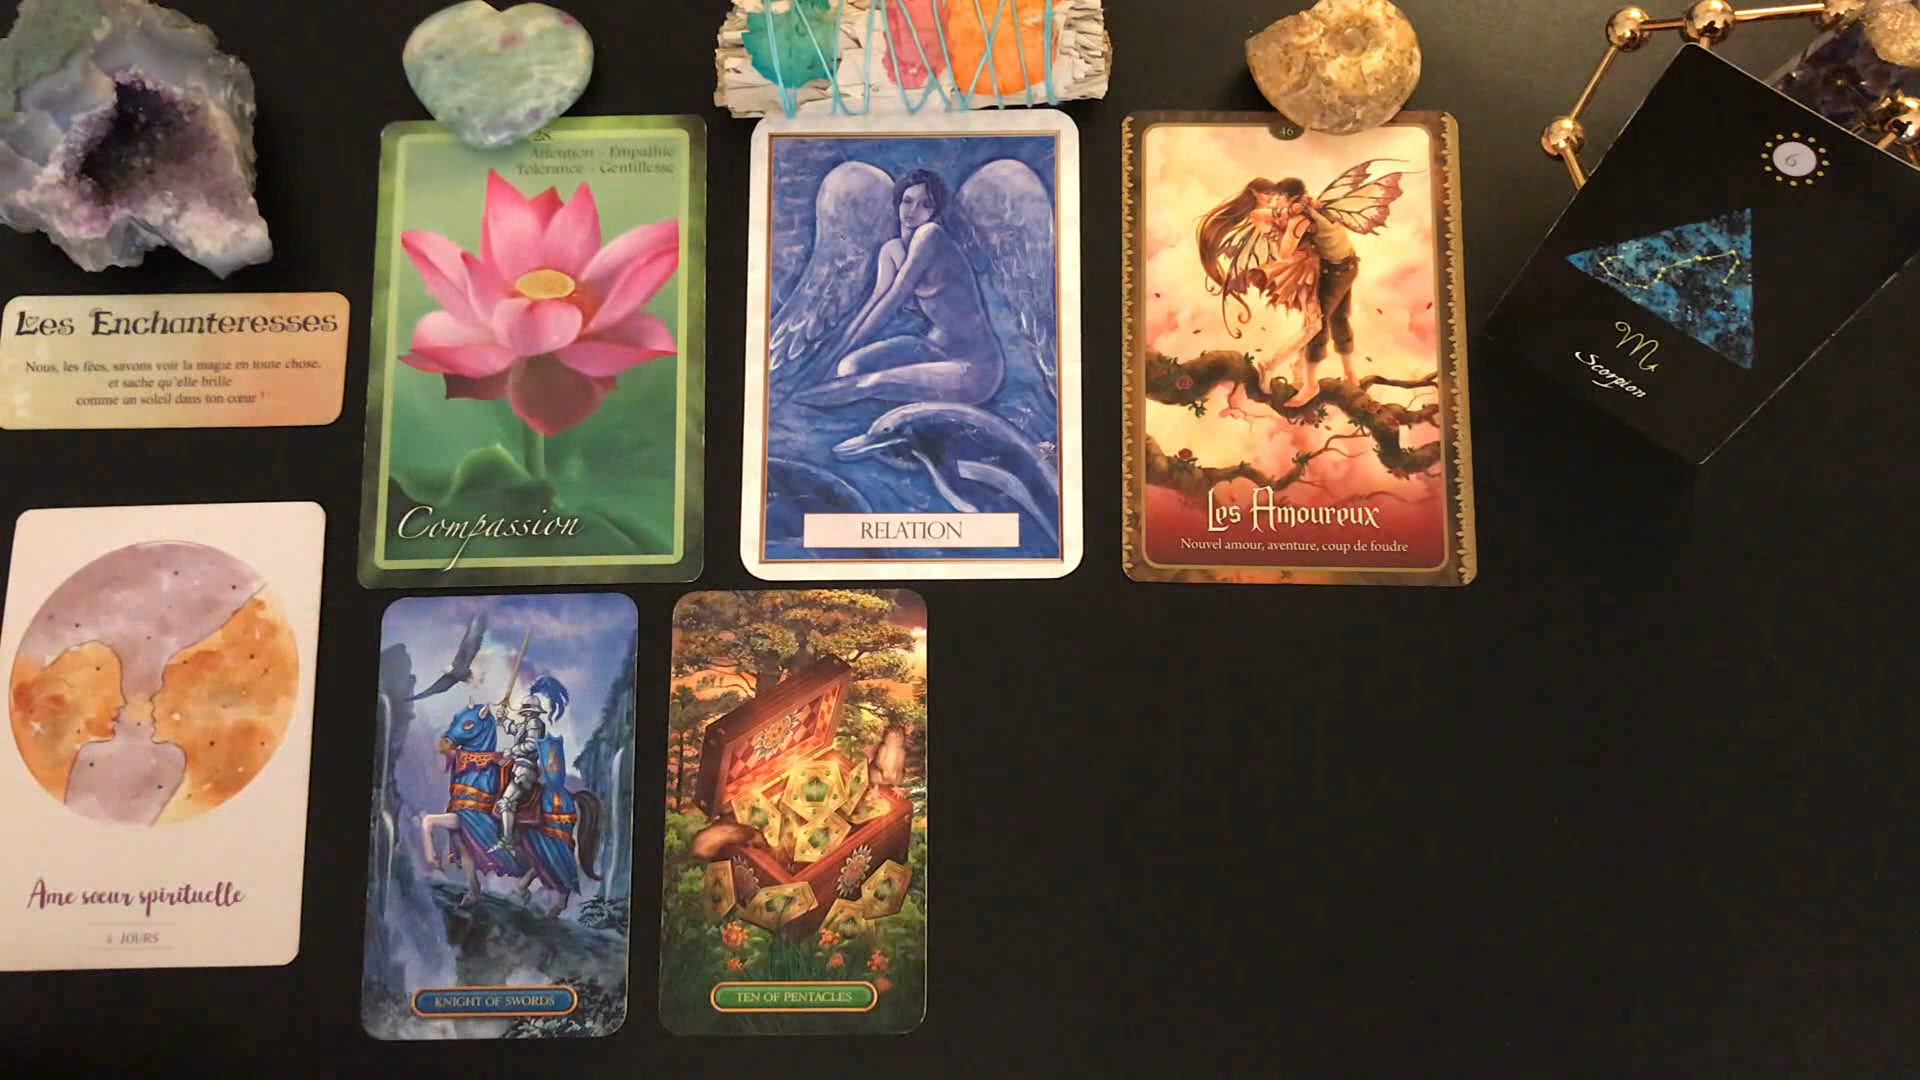 28.
Attention - Empathie
Tolérance - Gentillesse
Compassion
RELATION
46
Les Amoureux
Nouvel amour, aventure, coup de foudre
6
Scorpion
Les Enchanteresses
Nous, les fées, savons voir la magie en toute chose,
et sache qu'elle brille
comme un soleil dans ton cœur !
Âme sœur spirituelle
JOURS
KNIGHT OF SWORDS
TEN OF PENTACLES